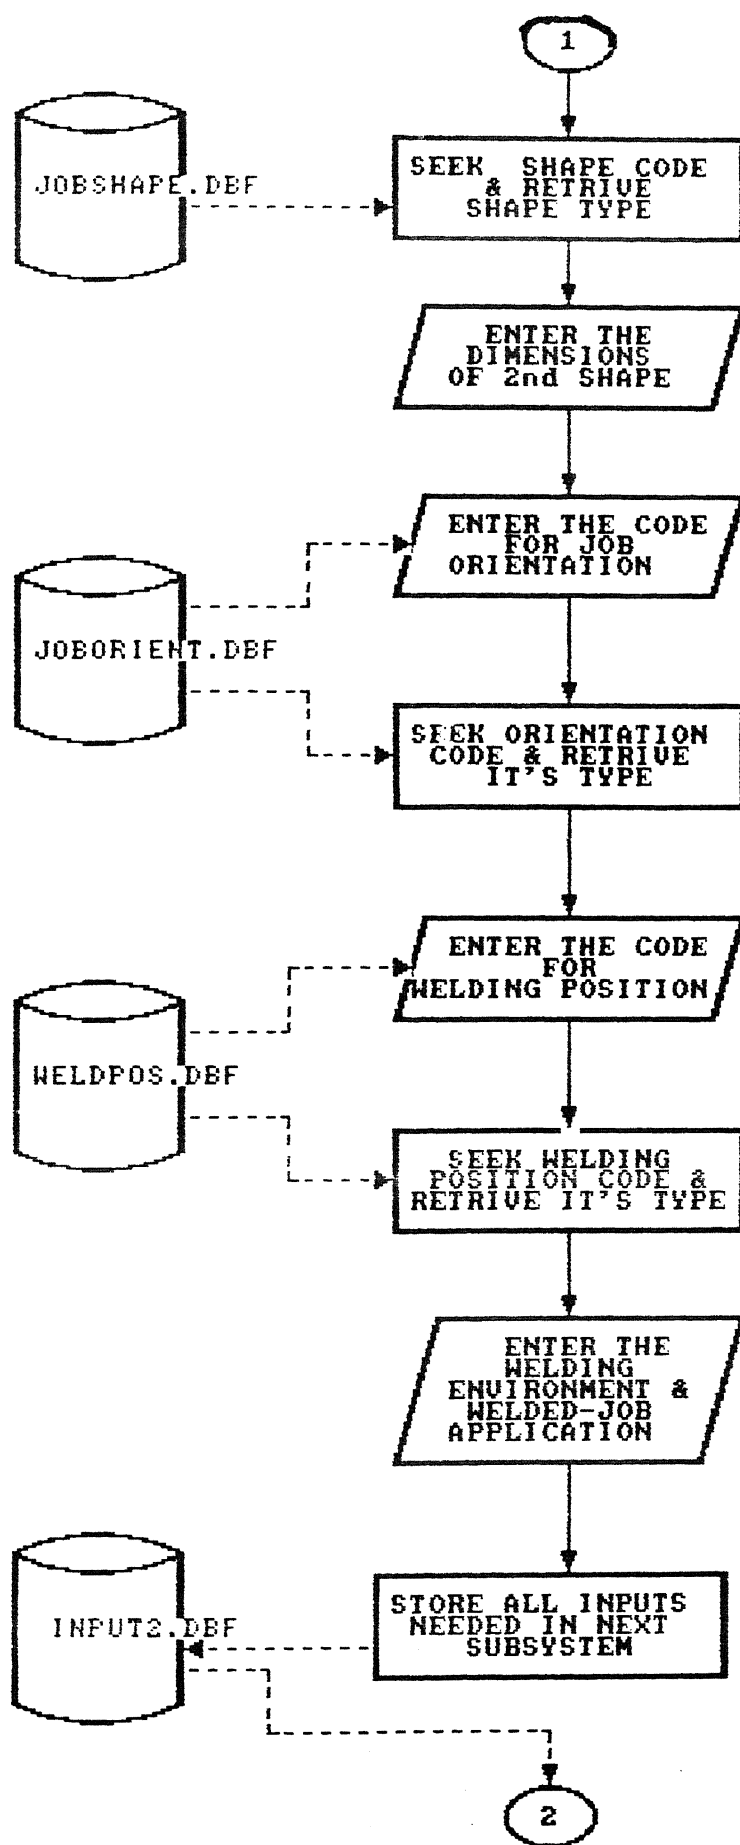 1
JOBSHAPE.DBF
SEEK SHAPE CODE
& RETRIVE
SHAPE TYPE
ENTER THE
DIMENSIONS
OF 2nd SHAPE
ENTER THE CODE
FOR JOB
ORIENTATION
JOBORIENT.DBF
SEEK ORIENTATION
CODE & RETRIVE
IT'S TYPE
ENTER THE CODE
FOR
WELDING POSITION
WELDPOS.DBF
SEEK WELDING
POSITION CODE &
RETRIVE IT'S TYPE
ENTER THE
WELDING
ENVIRONMENT &
WELDED-JOB
APPLICATION
STORE ALL INPUTS
NEEDED IN NEXT
SUBSYSTEM
INPUT2.DBF
2